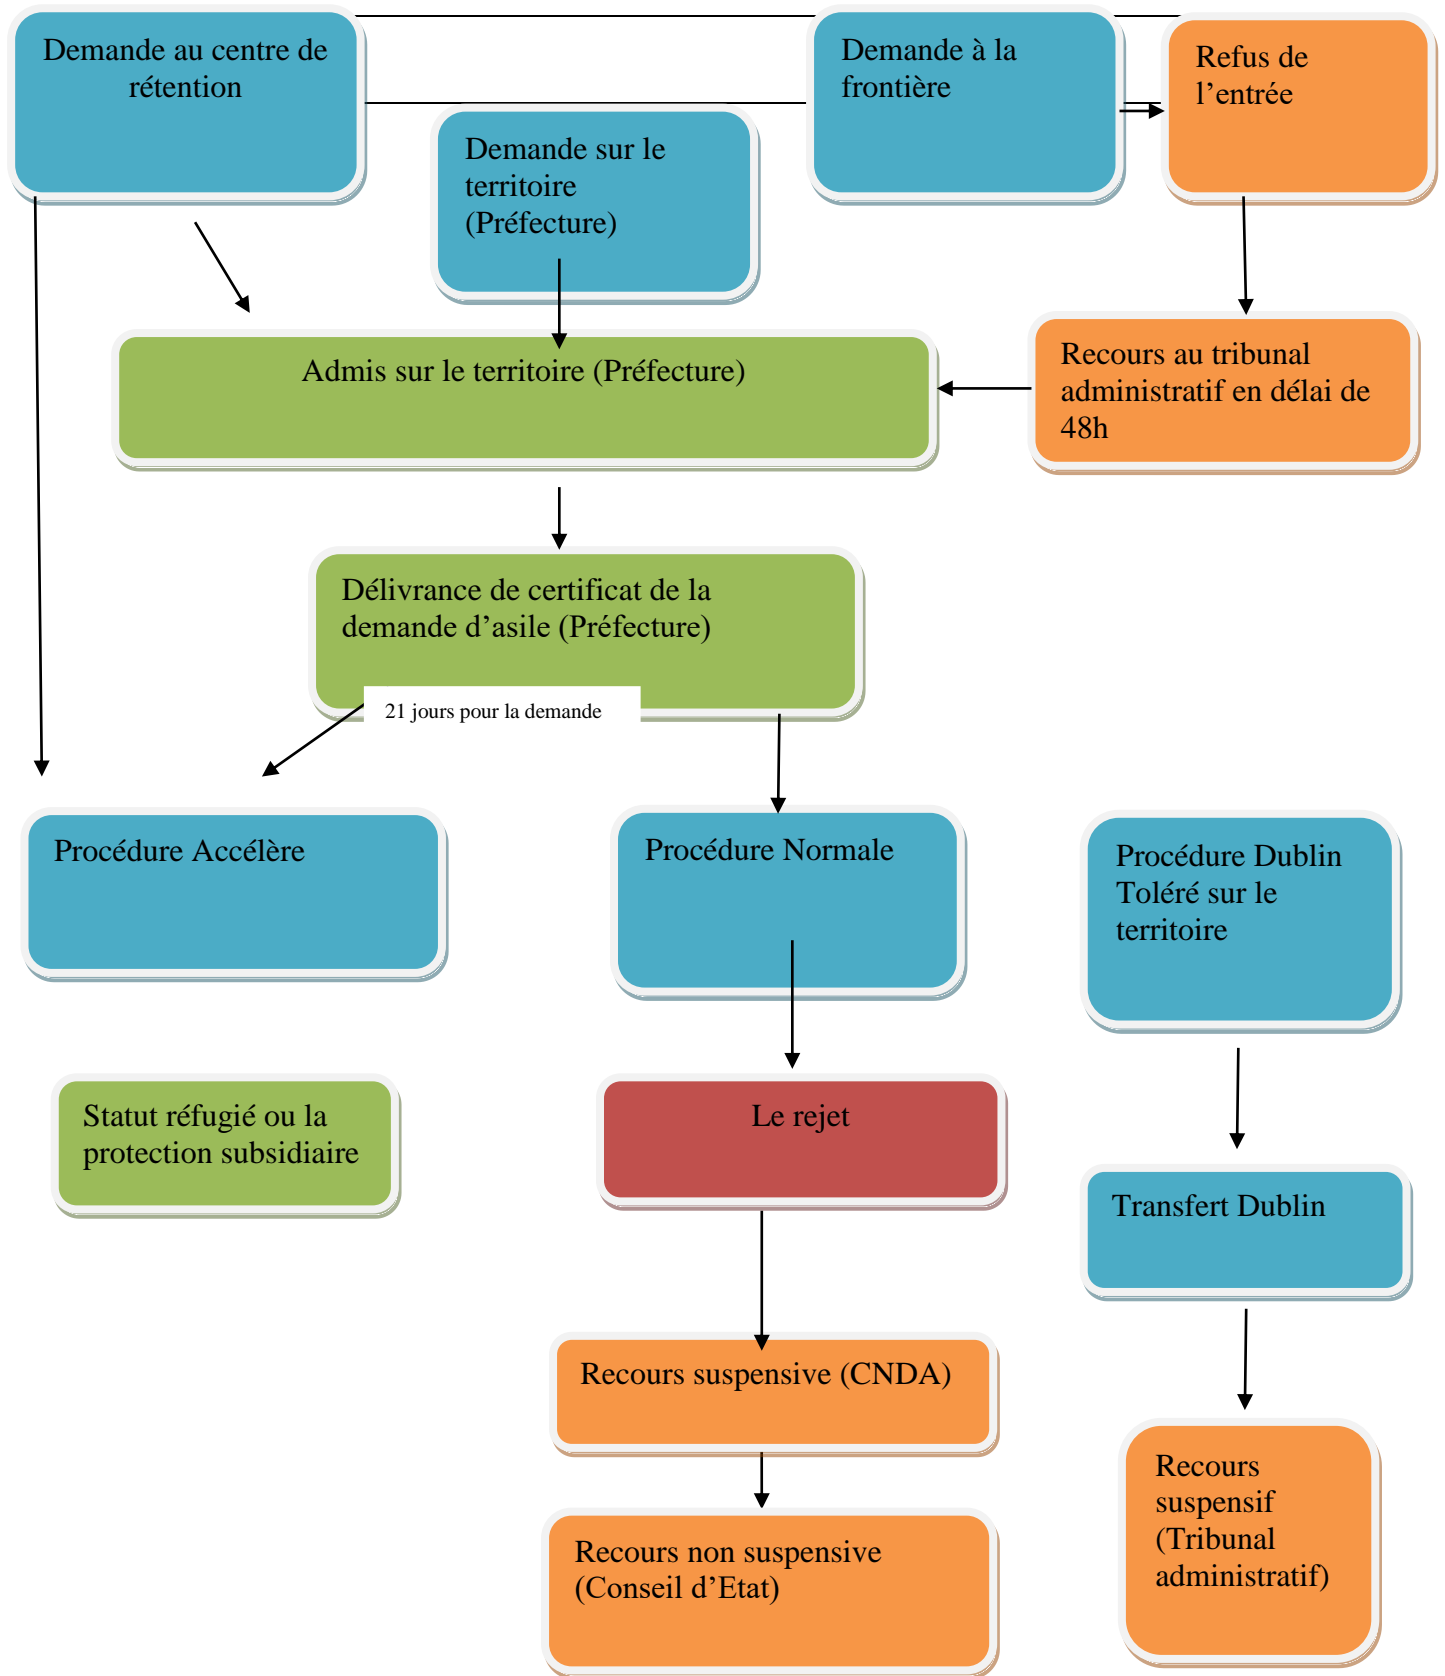 Demande au centre de
rétention
Demande à la
frontière
Refus de
l’entrée
Demande sur le
territoire
(Préfecture)
Admis sur le territoire (Préfecture)
Recours au tribunal
administratif en délai de
48h
Délivrance de certificat de la
demande d’asile (Préfecture)
21 jours pour la demande
Procédure Accélère
Procédure Normale
Procédure Dublin
Toléré sur le
territoire
Statut réfugié ou la
protection subsidiaire
Le rejet
Transfert Dublin
Recours suspensive (CNDA)
Recours
suspensif
(Tribunal
administratif)
Recours non suspensive
(Conseil d’Etat)